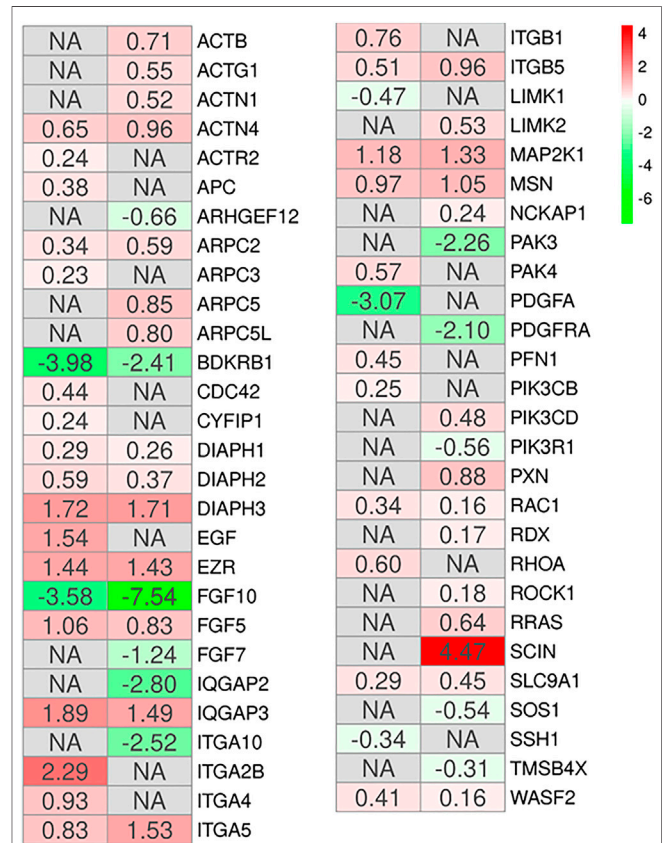 NA 0.71 ACTB
NA 0.55 ACTG1
NA 0.52 ACTN1
0.65 0.96 ACTN4
0.24 NA ACTR2
0.38 NA APC
NA -0.66 ARHGEF12
0.34 0.59 ARPC2
0.23 NA ARPC3
NA 0.85 ARPC5
NA 0.80 ARPC5L
-3.98 -2.41 BDKRB1
0.44 NA CDC42
0.24 NA CYFIP1
0.29 0.26 DIAPH1
0.59 0.37 DIAPH2
1.72 1.71 DIAPH3
1.54 NA EGF
1.44 1.43 EZR
-3.58 -7.54 FGF10
1.06 0.83 FGF5
NA -1.24 FGF7
NA -2.80 IQGAP2
1.89 1.49 IQGAP3
NA -2.52 ITGA10
2.29 NA ITGA2B
0.93 NA ITGA4
0.83 1.53 ITGA5
0.76 NA ITGB1
0.51 0.96 ITGB5
-0.47 NA LIMK1
NA 0.53 LIMK2
1.18 1.33 MAP2K1
0.97 1.05 MSN
NA 0.24 NCKAP1
NA -2.26 PAK3
0.57 NA PAK4
-3.07 NA PDGFA
NA -2.10 PDGFRA
0.45 NA PFN1
0.25 NA PIK3CB
NA 0.48 PIK3CD
NA -0.56 PIK3R1
NA 0.88 PXN
0.34 0.16 RAC1
NA 0.17 RDX
0.60 NA RHOA
NA 0.18 ROCK1
NA 0.64 RRAS
NA 4.47 SCIN
0.29 0.45 SLC9A1
NA -0.54 SOS1
-0.34 NA SSH1
NA -0.31 TMSB4X
0.41 0.16 WASF2
4
2
0
-2
-4
-6